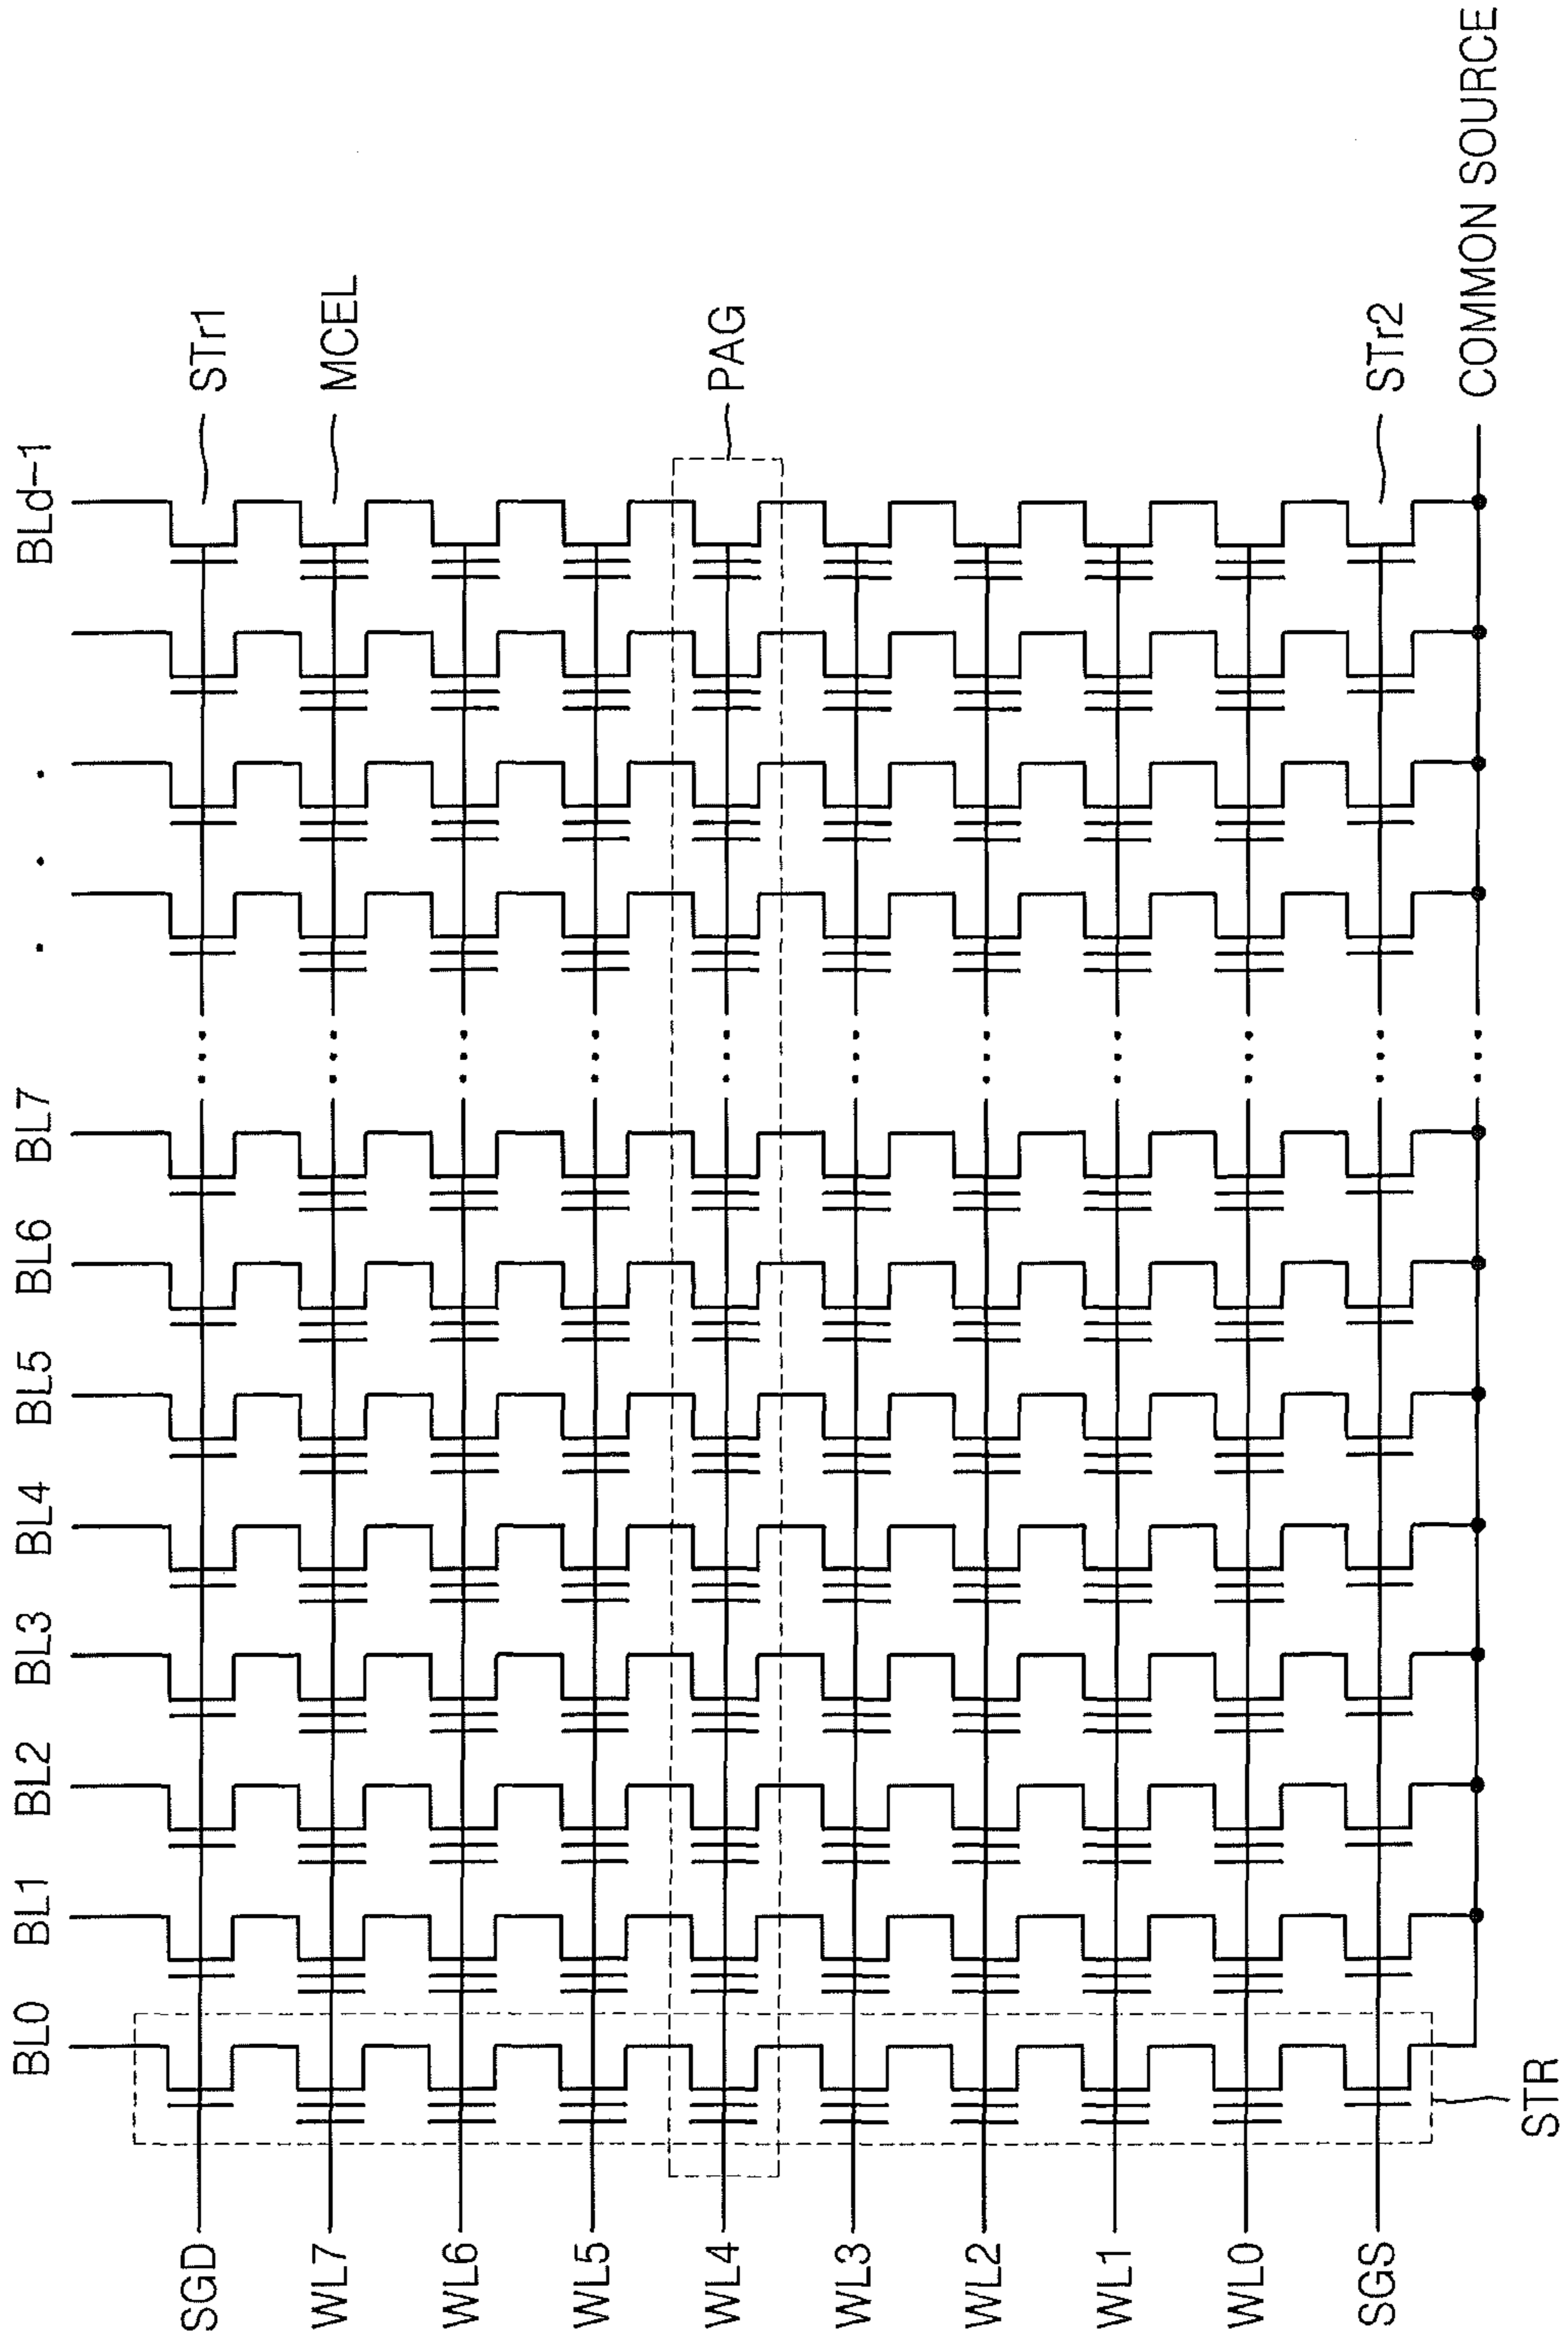 BL0 BL1 BL2 BL3 BL4 BL5 BL6 BL7 . . . BLd-1
SGD
STr1
WL7
MCEL
WL6
WL5
WL4
PAG
WL3
WL2
WL1
WL0
SGS
STr2
COMMON SOURCE
STR